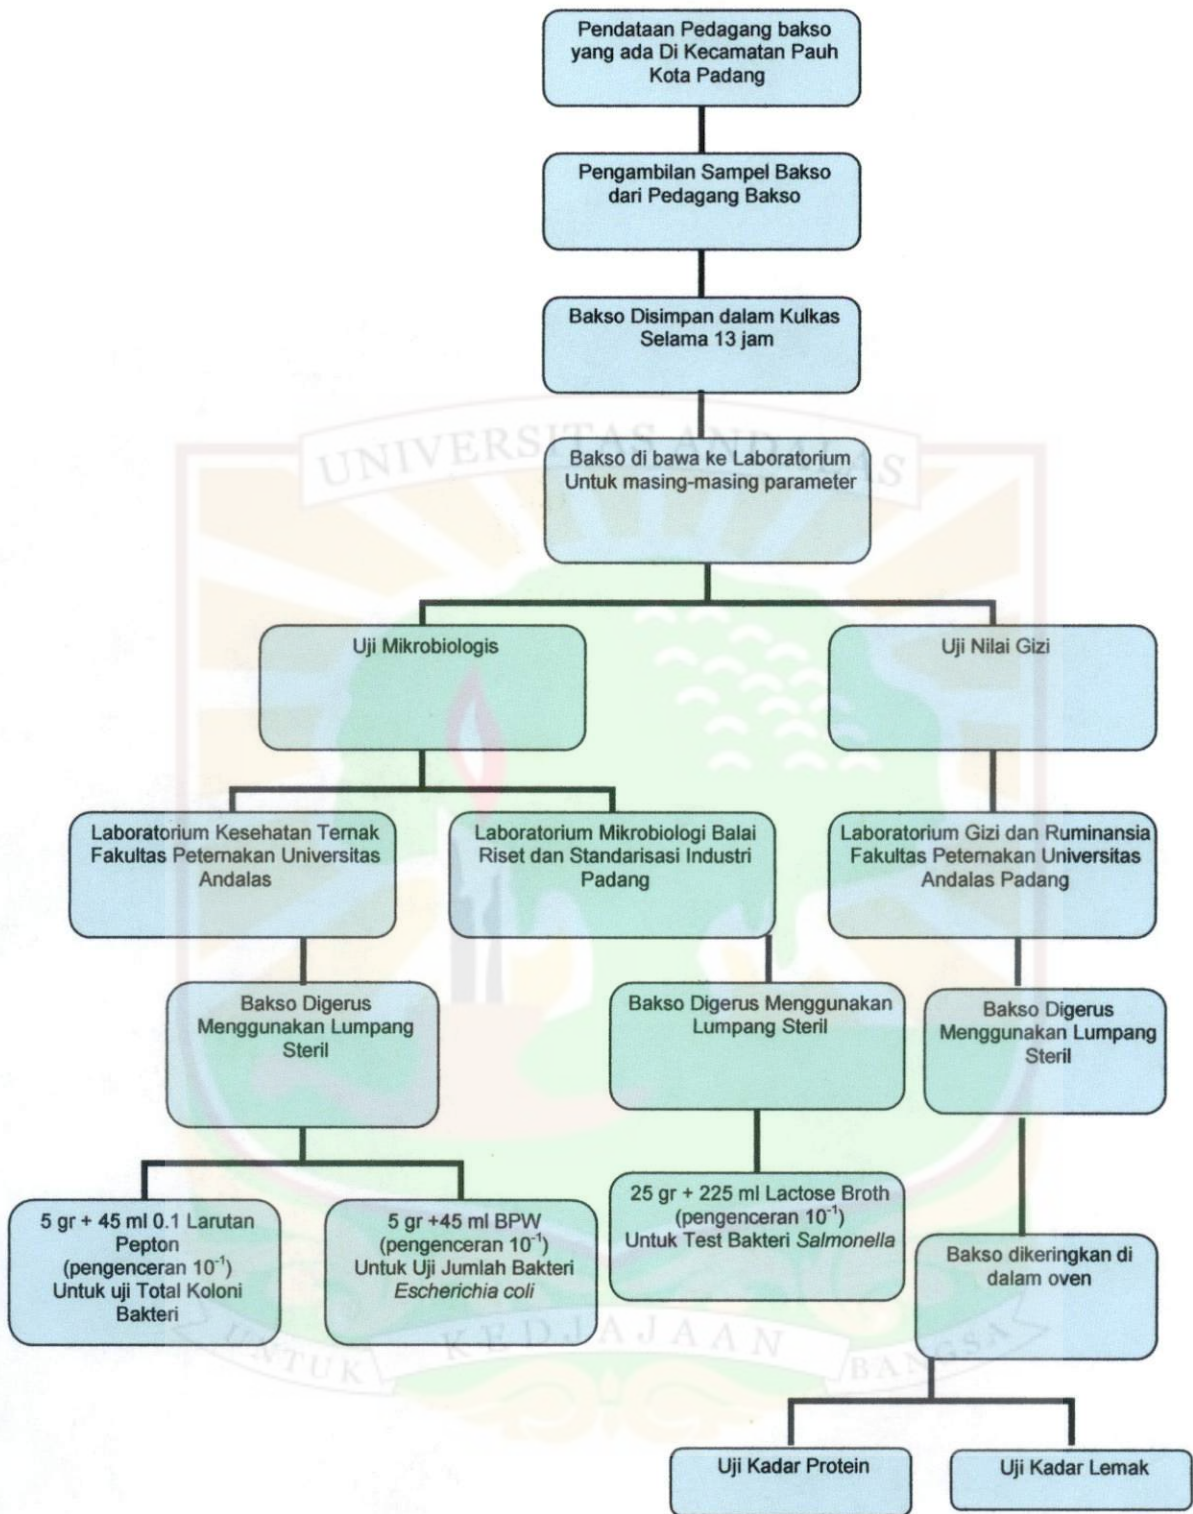 Pendataan Pedagang bakso
yang ada Di Kecamatan Pauh
Kota Padang
Pengambilan Sampel Bakso
dari Pedagang Bakso
Bakso Disimpan dalam Kulkas
Selama 13 jam
UNIVERSITAS ANDALAS
Bakso di bawa ke Laboratorium
Untuk masing-masing parameter
Uji Mikrobiologis
Uji Nilai Gizi
Laboratorium Kesehatan Ternak
Fakultas Peternakan Universitas
Andalas
Laboratorium Mikrobiologi Balai
Riset dan Standarisasi Industri
Padang
Laboratorium Gizi dan Ruminansia
Fakultas Peternakan Universitas
Andalas Padang
Bakso Digerus
Menggunakan Lumpang
Steril
Bakso Digerus Menggunakan
Lumpang Steril
Bakso Digerus
Menggunakan Lumpang
Steril
5 gr + 45 ml 0.1 Larutan
Pepton
(pengenceran 10⁻¹)
Untuk uji Total Koloni
Bakteri
5 gr +45 ml BPW
(pengenceran 10⁻¹)
Untuk Uji Jumlah Bakteri
Escherichia coli
25 gr + 225 ml Lactose Broth
(pengenceran 10⁻¹)
Untuk Test Bakteri Salmonella
Bakso dikeringkan di
dalam oven
UNTUK KEDJAJAAN BANGSA
Uji Kadar Protein
Uji Kadar Lemak